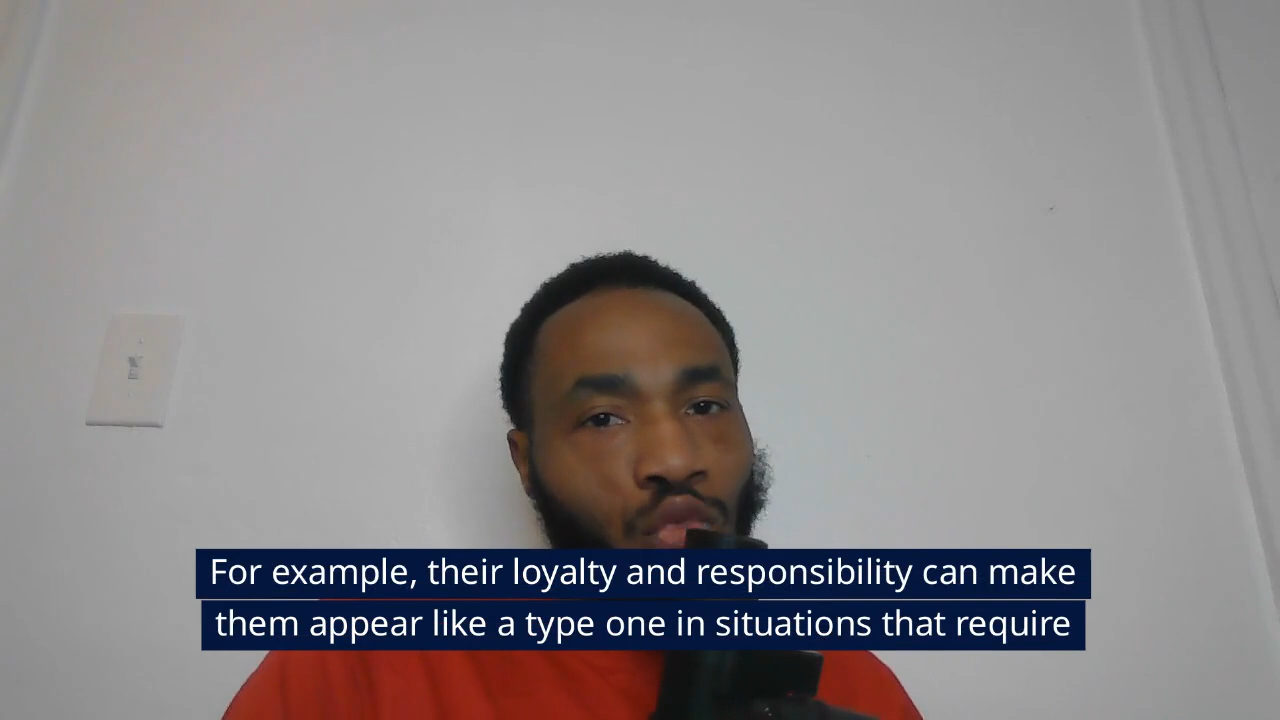 For example, their loyalty and responsibility can make
them appear like a type one in situations that require